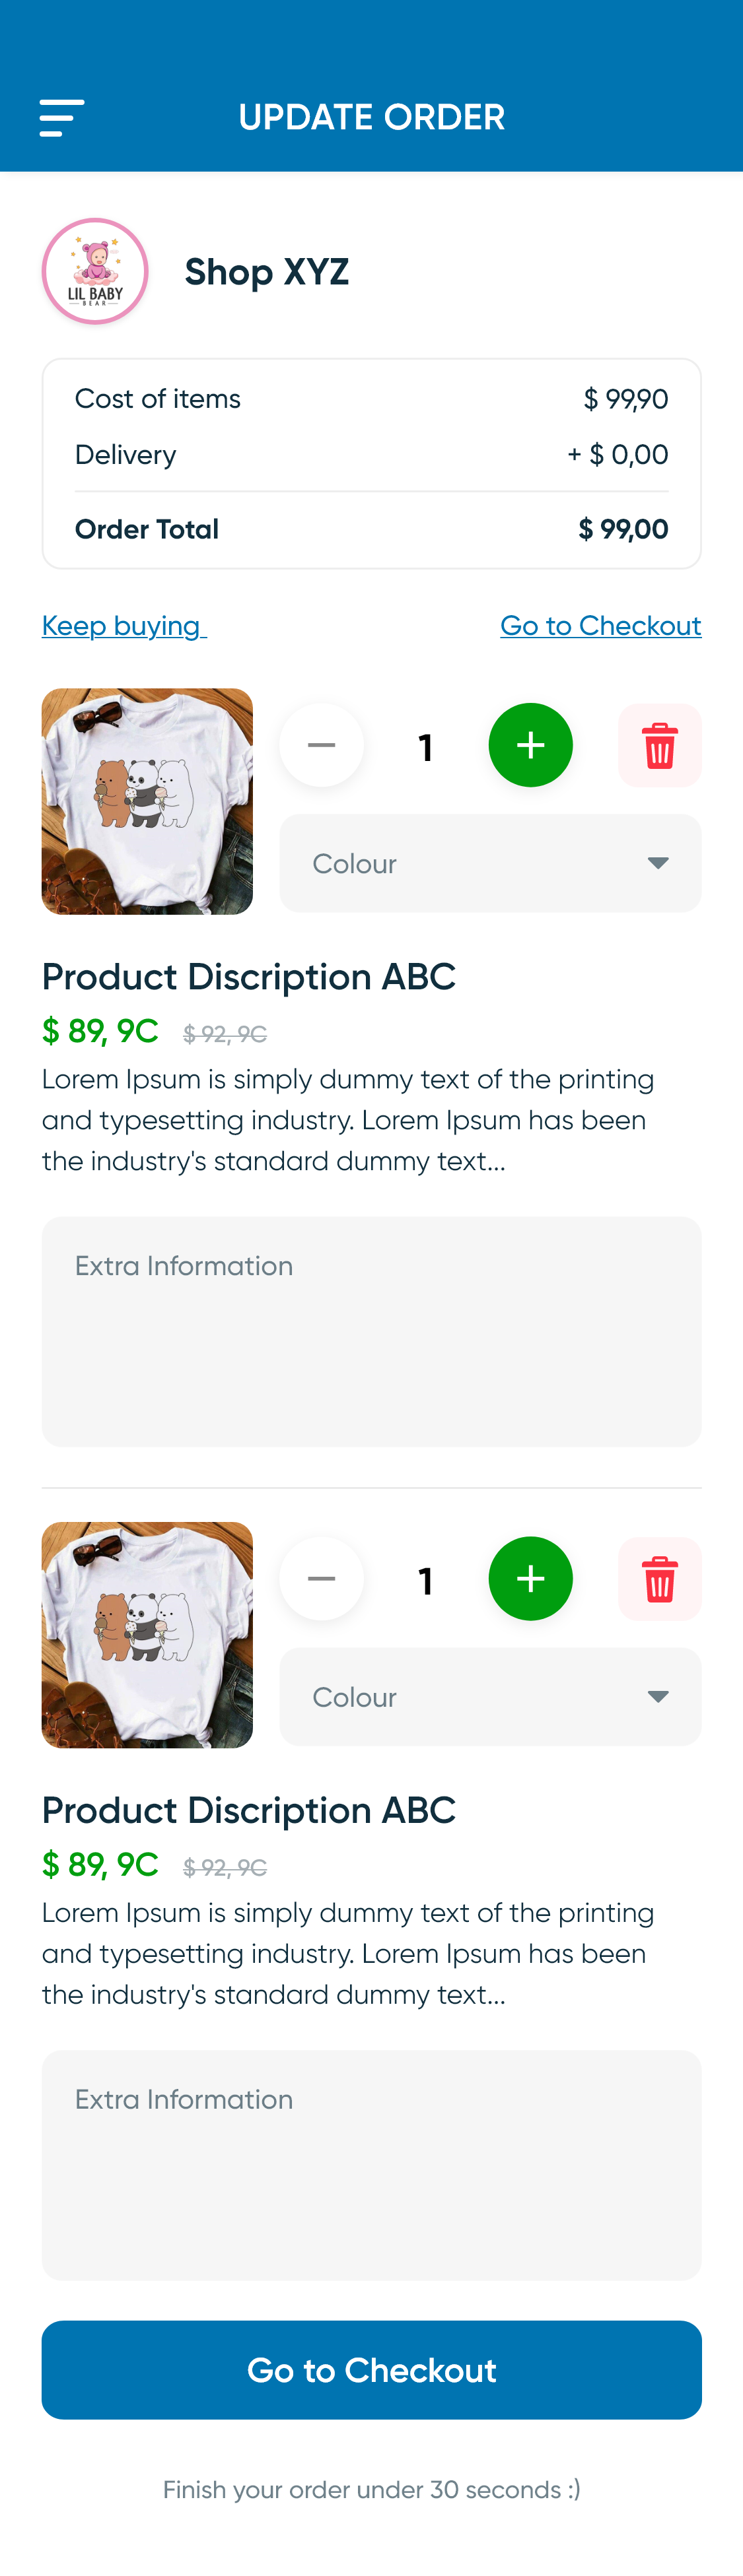 UPDATE ORDER
LIL BABY
BEAR
Shop XYZ
Cost of items $ 99,90
Delivery + $ 0,00
Order Total $ 99,00
Keep buying Go to Checkout
1
Colour
Product Discription ABC
$ 89, 9C $ 92, 9C
Lorem Ipsum is simply dummy text of the printing
and typesetting industry. Lorem Ipsum has been
the industry's standard dummy text...
Extra Information
1
Colour
Product Discription ABC
$ 89, 9C $ 92, 9C
Lorem Ipsum is simply dummy text of the printing
and typesetting industry. Lorem Ipsum has been
the industry's standard dummy text...
Extra Information
Go to Checkout
Finish your order under 30 seconds :)